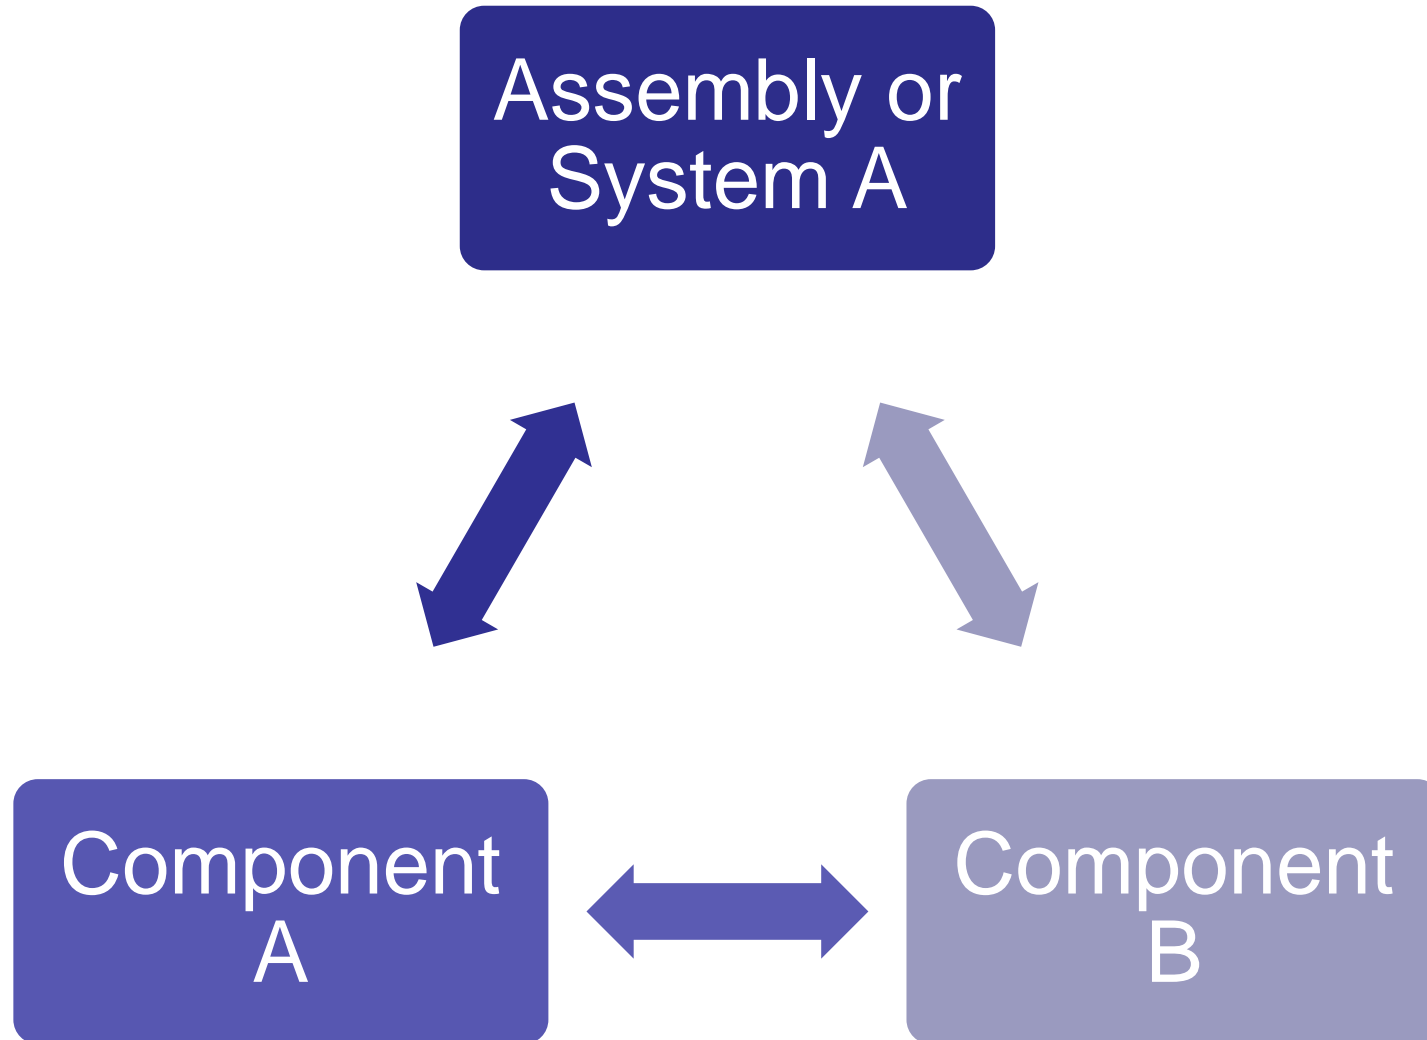 Assembly or
System A
Component
A
Component
B